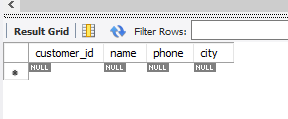 Result Grid Filter Rows:
customer_id name phone city
NULL NULL NULL NULL